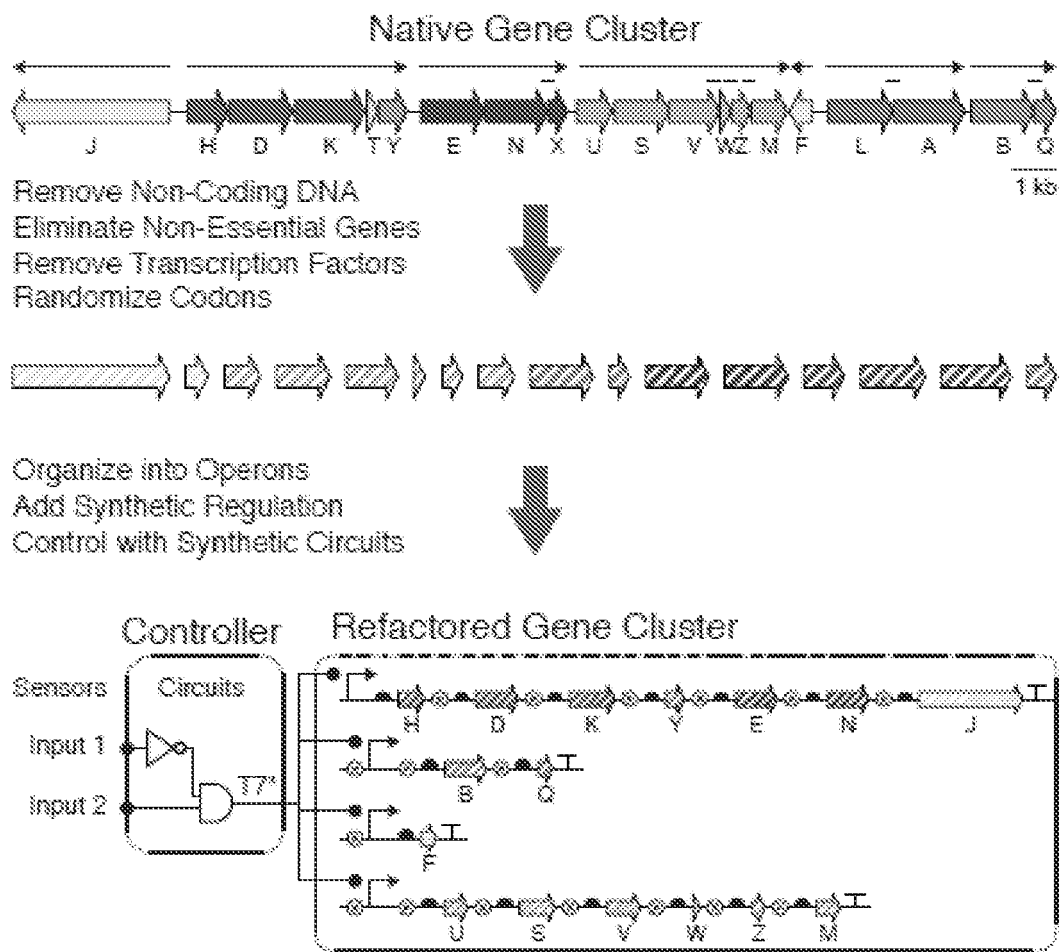 Native Gene Cluster
J H D K T Y E N X U S V W Z M F L A B Q
1 kb
Remove Non-Coding DNA
Eliminate Non-Essential Genes
Remove Transcription Factors
Randomize Codons
Organize into Operons
Add Synthetic Regulation
Control with Synthetic Circuits
Controller
Refactored Gene Cluster
Sensors
Circuits
H D K Y E N J
Input 1
T7*
B Q
Input 2
F
U S V W Z M